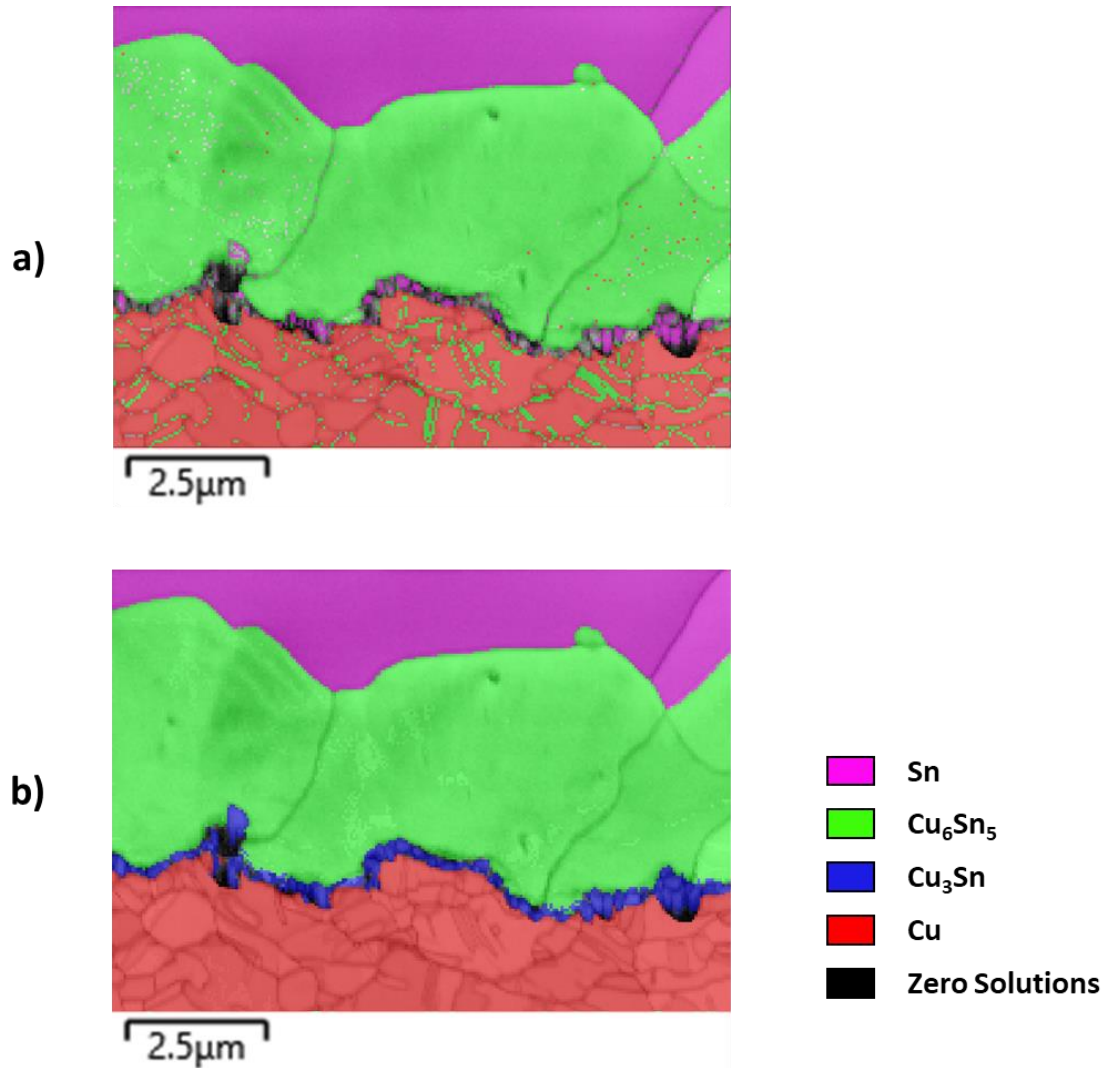 a)
2.5μm
b)
Sn
Cu₆Sn₅
Cu₃Sn
Cu
Zero Solutions
2.5μm